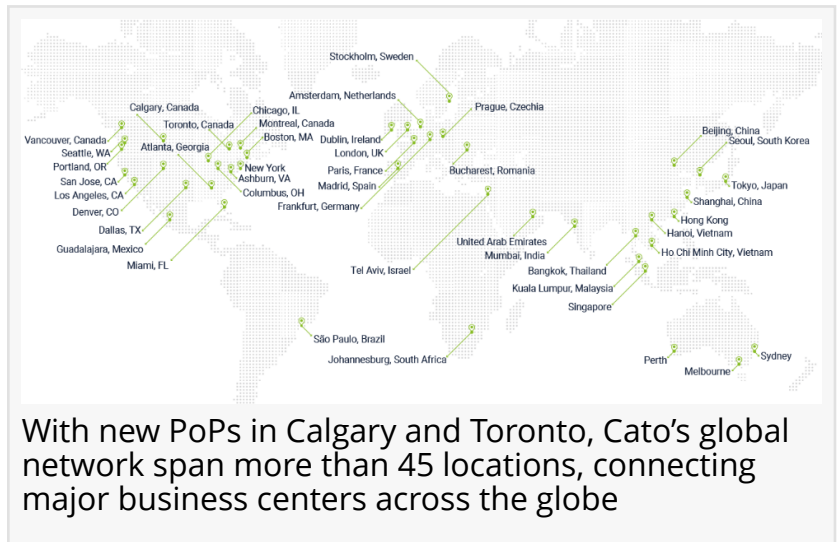 Stockholm, Sweden
Amsterdam, Netherlands
Prague, Czechia
Calgary, Canada
Chicago, IL
Toronto, Canada
Montreal, Canada
Boston, MA
Vancouver, Canada
Atlanta, Georgia
Dublin, Ireland
Beijing, China
Seoul, South Korea
Seattle, WA
London, UK
Portland, OR
New York
Paris, France
Bucharest, Romania
San Jose, CA
Ashburn, VA
Madrid, Spain
Tokyo, Japan
Los Angeles, CA
Columbus, OH
Shanghai, China
Denver, CO
Frankfurt, Germany
Hong Kong
Dallas, TX
Hanoi, Vietnam
Guadalajara, Mexico
United Arab Emirates
Mumbai, India
Ho Chi Minh City, Vietnam
Miami, FL
Tel Aviv, Israel
Bangkok, Thailand
Kuala Lumpur, Malaysia
Singapore
São Paulo, Brazil
Johannesburg, South Africa
Perth
Sydney
Melbourne
With new PoPs in Calgary and Toronto, Cato’s global
network span more than 45 locations, connecting
major business centers across the globe